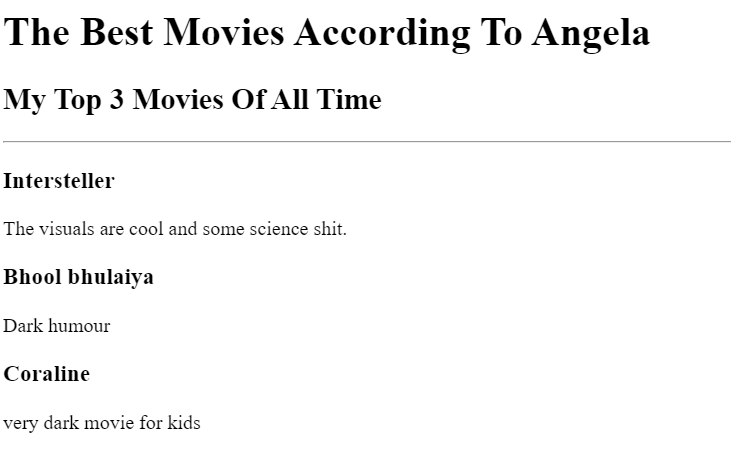 The Best Movies According To Angela
My Top 3 Movies Of All Time
Intersteller
The visuals are cool and some science shit.
Bhool bhulaiya
Dark humour
Coraline
very dark movie for kids